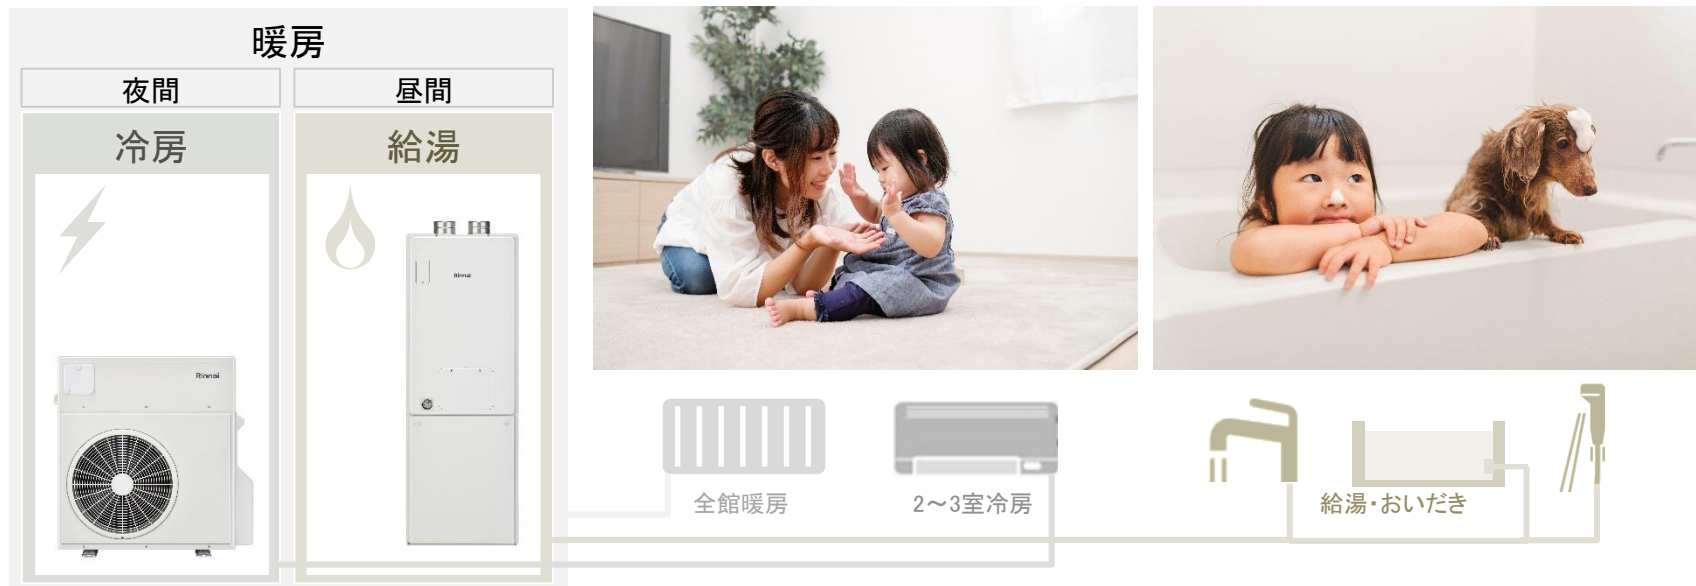 暖房
夜間
昼間
冷房
給湯
Rinnai
Rinnai
全館暖房
2～3室冷房
給湯・おいだき